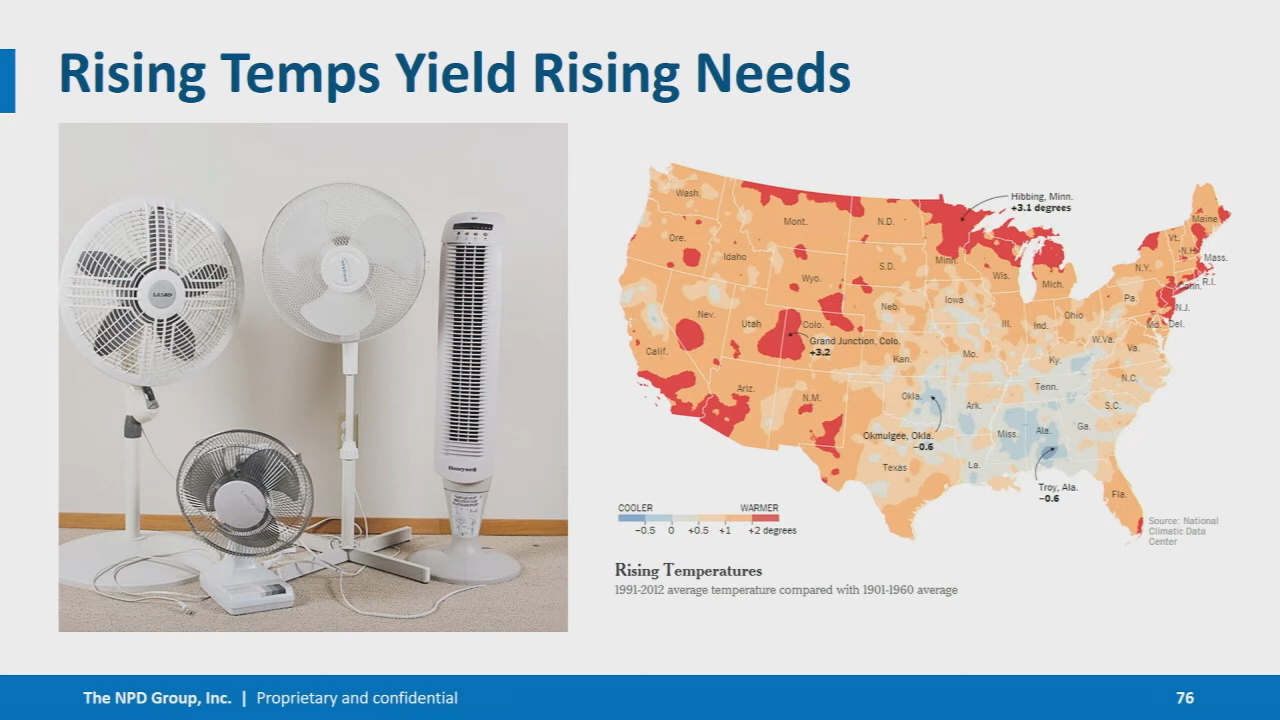 Rising Temps Yield Rising Needs
LASKO
Honeywell
Wash.
Mont.
N.D.
Ore.
Idaho
Wyo.
S.D.
Minn.
Wis.
Mich.
N.Y.
Vt.
N.H.
Maine
Mass.
R.I.
Conn.
N.J.
Pa.
Md.
Del.
Hibbing, Minn.
+3.1 degrees
Nev.
Utah
Colo.
Neb.
Iowa
Ill.
Ind.
Ohio
W.Va.
Va.
Grand Junction, Colo.
+3.2
Calif.
Kan.
Mo.
Ky.
Ariz.
N.M.
Okla.
Ark.
Tenn.
N.C.
S.C.
Miss.
Ala.
Ga.
Okmulgee, Okla.
−0.6
Texas
La.
Troy, Ala.
−0.6
Fla.
COOLER WARMER
−0.5 0 +0.5 +1 +2 degrees
Source: National
Climatic Data
Center
Rising Temperatures
1991-2012 average temperature compared with 1901-1960 average
The NPD Group, Inc. | Proprietary and confidential 76